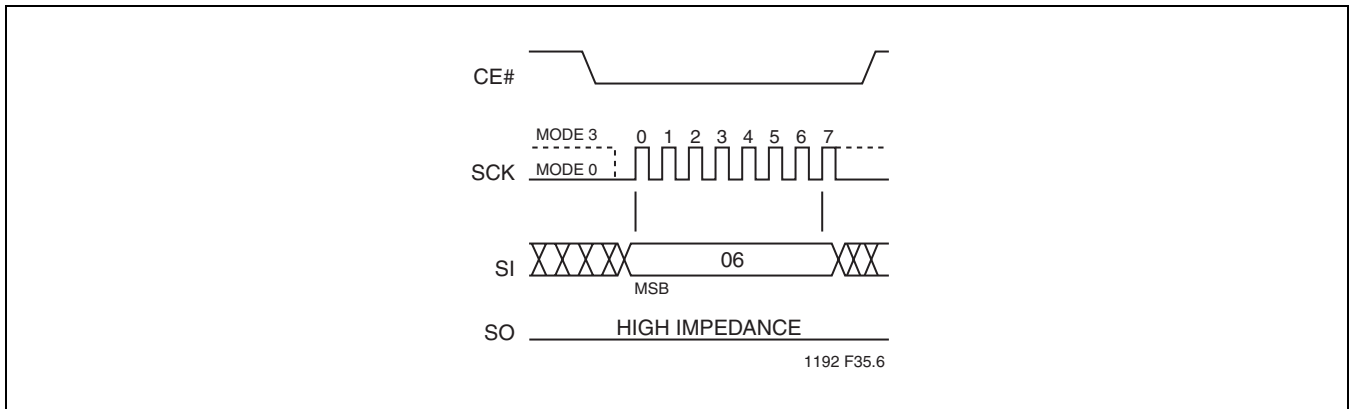 CE#
MODE 3 0 1 2 3 4 5 6 7
SCK MODE 0
SI 06
MSB
SO HIGH IMPEDANCE
1192 F35.6